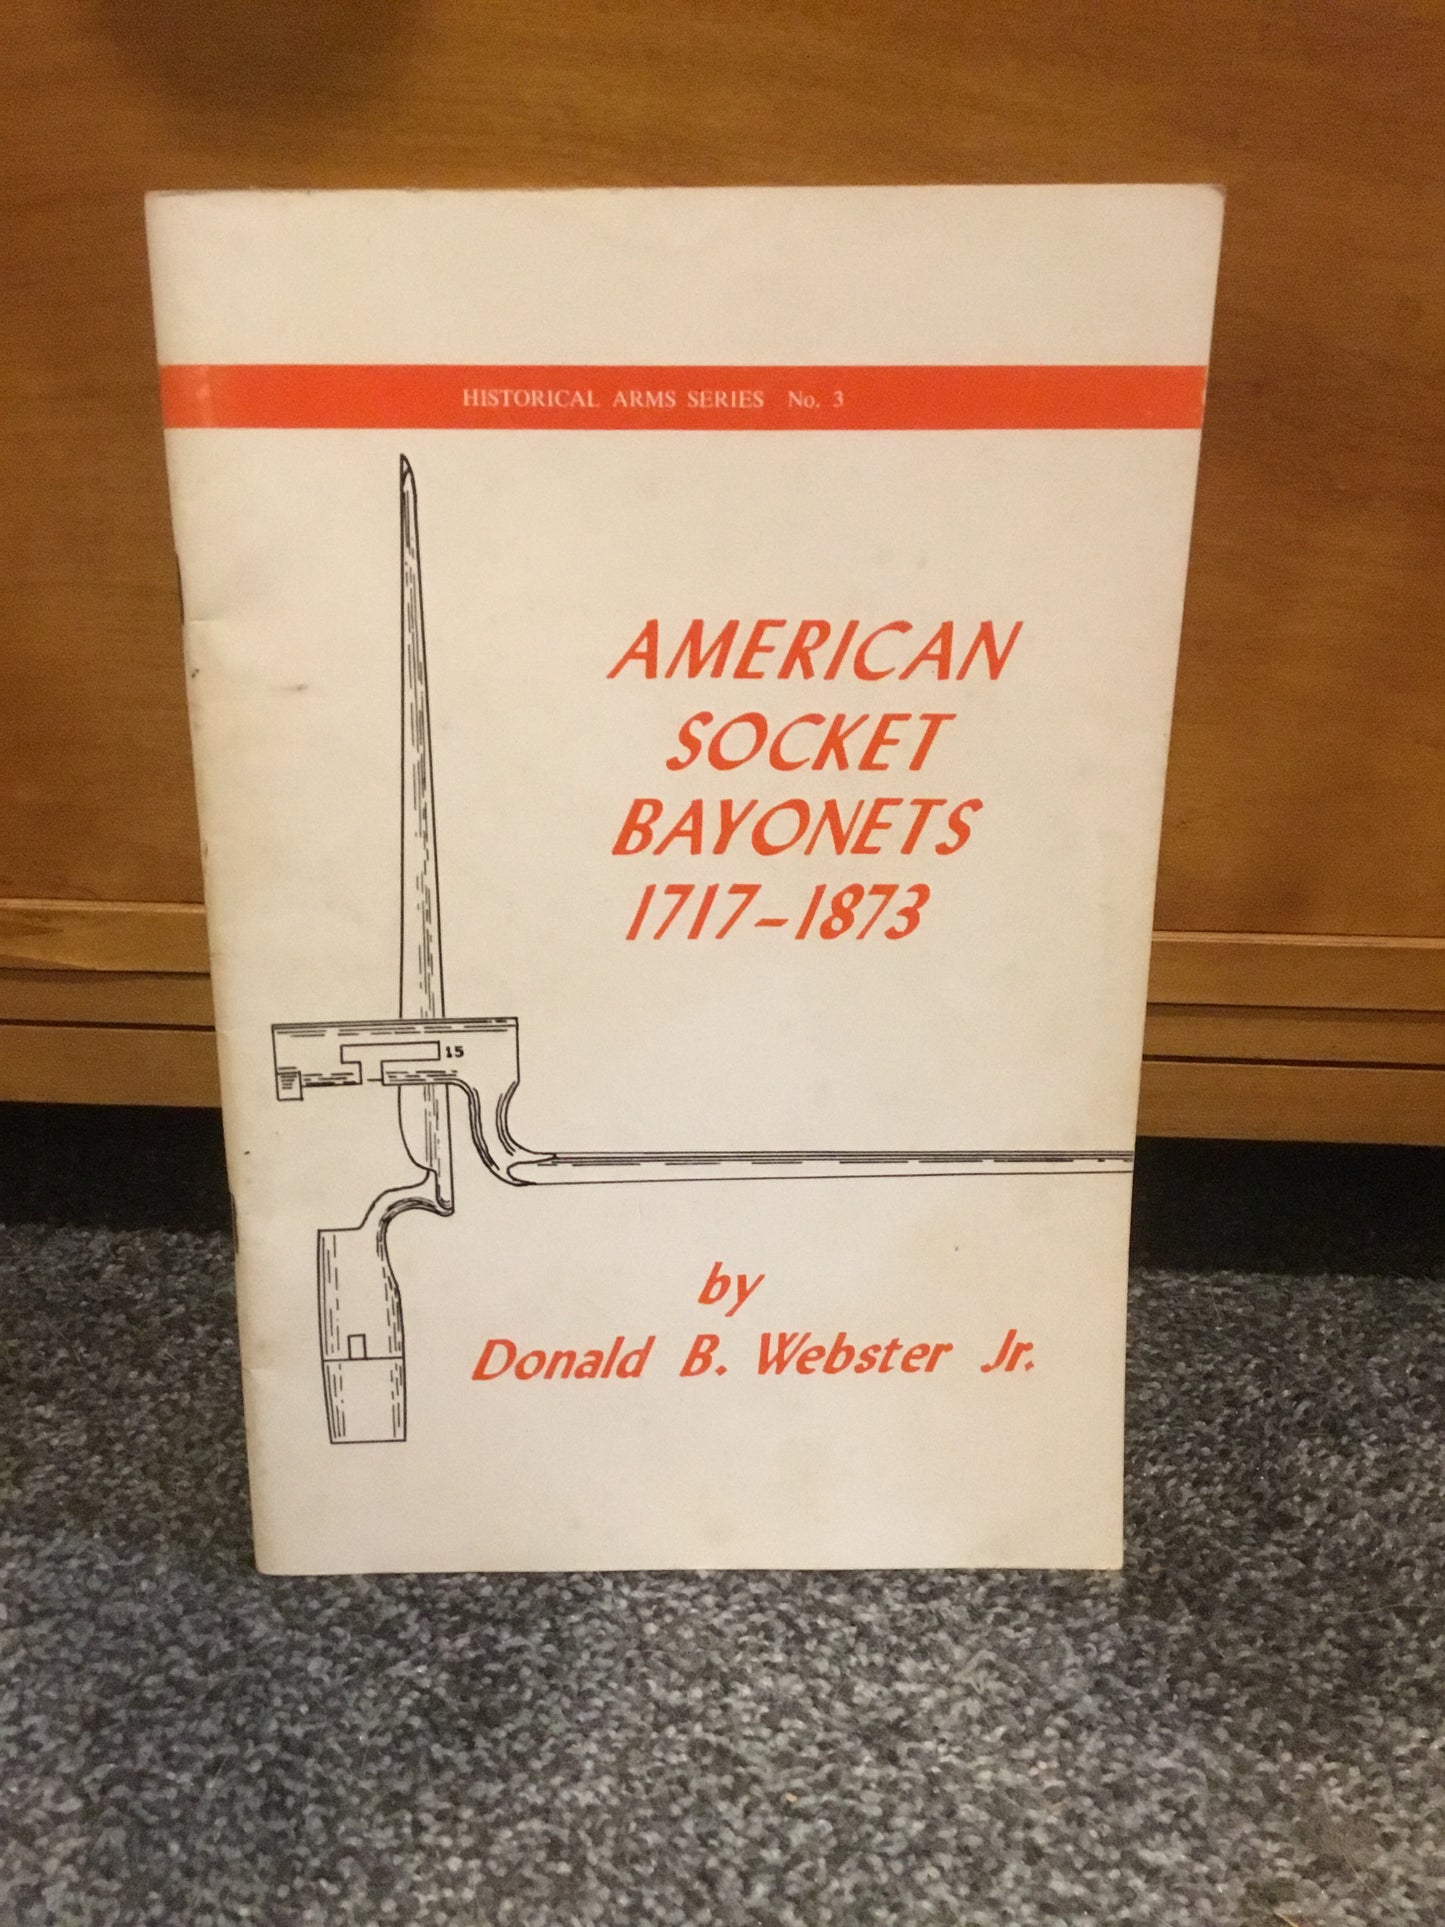 HISTORICAL ARMS SERIES No. 3
AMERICAN
SOCKET
BAYONETS
1717-1873
15
by
Donald B. Webster Jr.